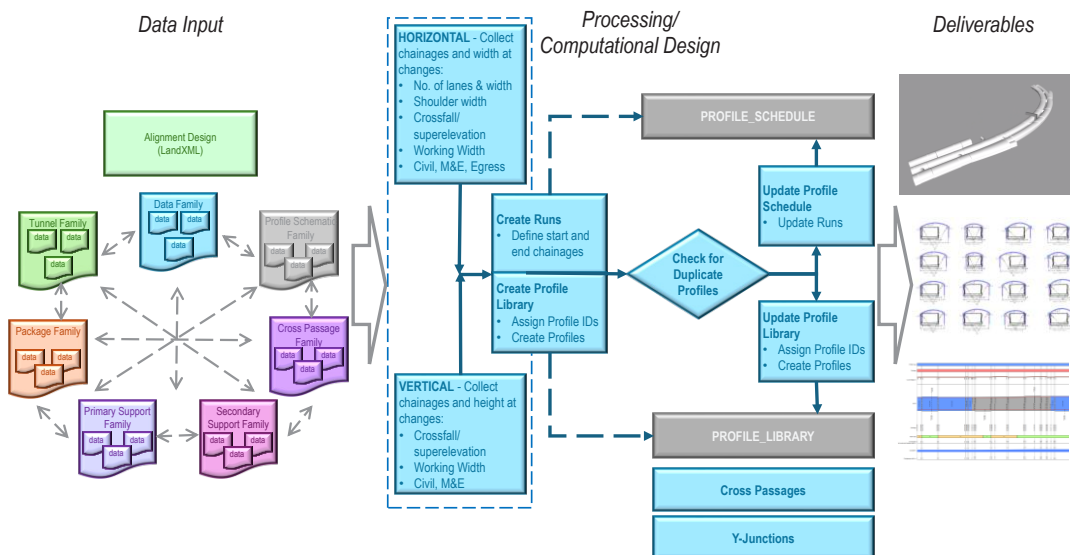 Data Input
Processing/
Computational Design
Deliverables
Alignment Design
(LandXML)
Tunnel Family
data
data
data
Data Family
data
data
data
Profile Schematic
Family
data
data
data
Package Family
data
data
data
Cross Passage
Family
data
data
data
Primary Support
Family
data
data
data
Secondary
Support Family
data
data
data
HORIZONTAL - Collect
chainages and width at
changes:
• No. of lanes & width
• Shoulder width
• Crossfall/
superelevation
• Working Width
• Civil, M&E, Egress
VERTICAL - Collect
chainages and height at
changes:
• Crossfall/
superelevation
• Working Width
• Civil, M&E
Create Runs
• Define start and
end chainages
Create Profile
Library
• Assign Profile IDs
• Create Profiles
Check for
Duplicate
Profiles
PROFILE_SCHEDULE
Update Profile
Schedule
• Update Runs
Update Profile
Library
• Assign Profile IDs
• Create Profiles
PROFILE_LIBRARY
Cross Passages
Y-Junctions